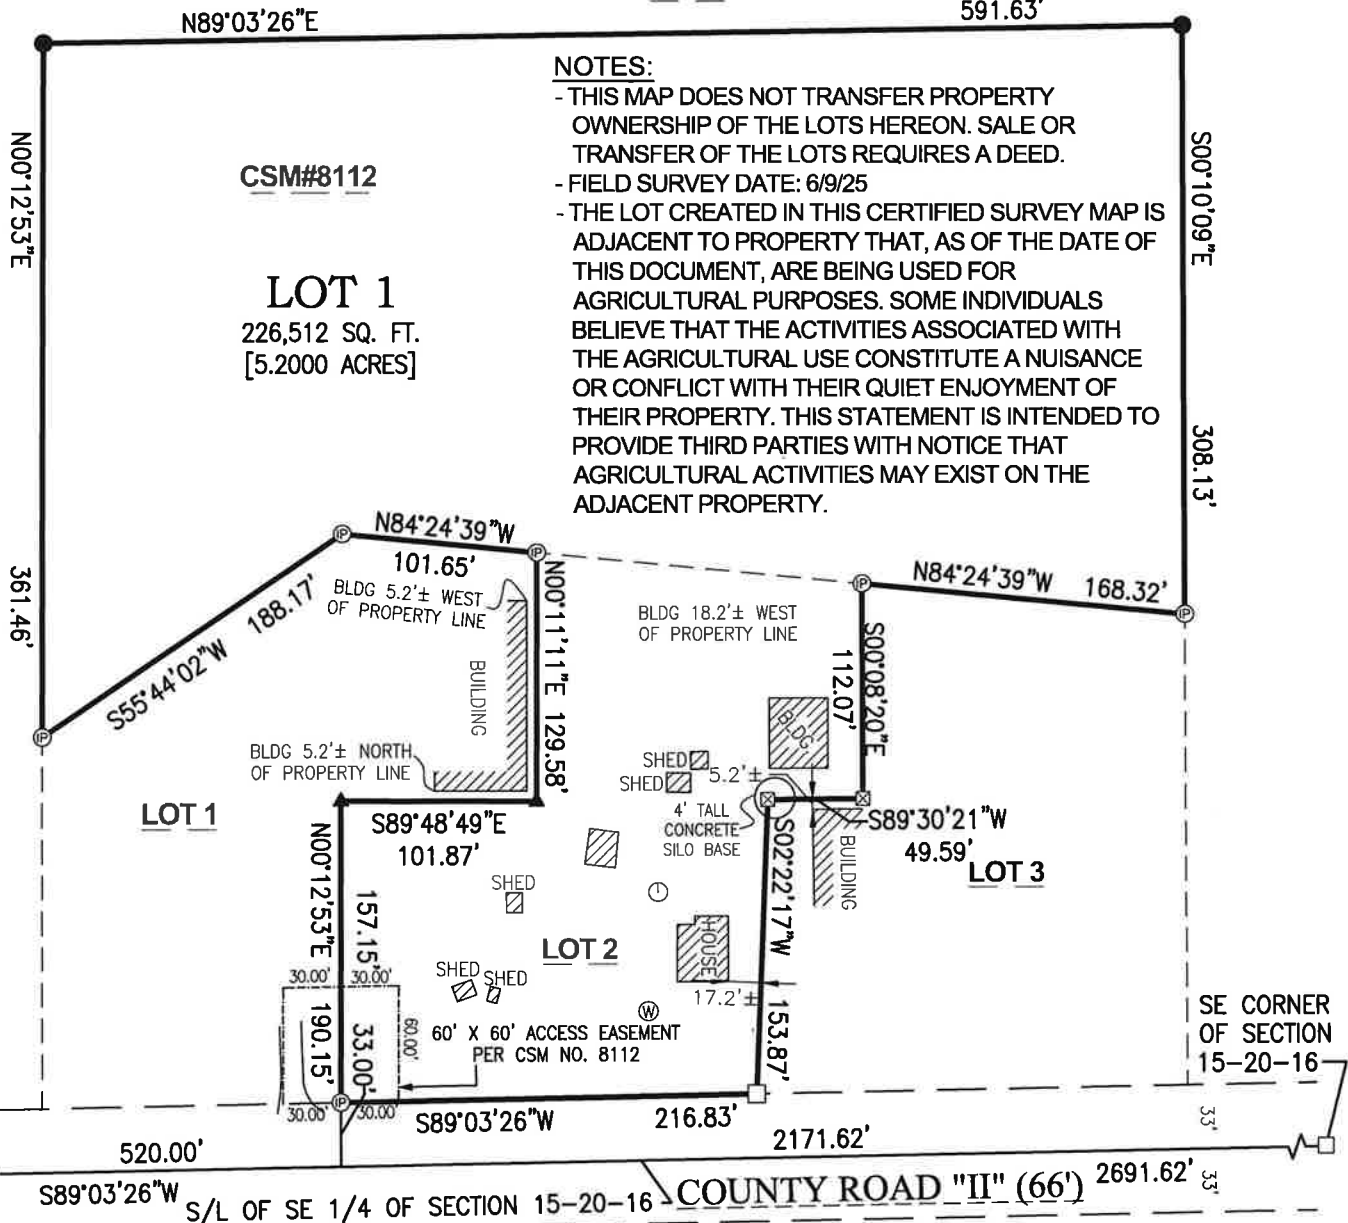 N89°03'26"E
591.63'
NOTES:
- THIS MAP DOES NOT TRANSFER PROPERTY
OWNERSHIP OF THE LOTS HEREON. SALE OR
TRANSFER OF THE LOTS REQUIRES A DEED.
- FIELD SURVEY DATE: 6/9/25
- THE LOT CREATED IN THIS CERTIFIED SURVEY MAP IS
ADJACENT TO PROPERTY THAT, AS OF THE DATE OF
THIS DOCUMENT, ARE BEING USED FOR
AGRICULTURAL PURPOSES. SOME INDIVIDUALS
BELIEVE THAT THE ACTIVITIES ASSOCIATED WITH
THE AGRICULTURAL USE CONSTITUTE A NUISANCE
OR CONFLICT WITH THEIR QUIET ENJOYMENT OF
THEIR PROPERTY. THIS STATEMENT IS INTENDED TO
PROVIDE THIRD PARTIES WITH NOTICE THAT
AGRICULTURAL ACTIVITIES MAY EXIST ON THE
ADJACENT PROPERTY.
N00°12'53"E
361.46'
CSM#8112
LOT 1
226,512 SQ. FT.
[5.2000 ACRES]
S00°10'09"E
308.13'
IP
N84°24'39"W
101.65'
IP
S55°44'02"W 188.17'
IP
BLDG 5.2'± WEST
OF PROPERTY LINE
BUILDING
N00°11'11"E 129.58'
BLDG 18.2'± WEST
OF PROPERTY LINE
IP
N84°24'39"W 168.32'
IP
S00°08'20"E
112.07'
BLDG
BLDG 5.2'± NORTH
OF PROPERTY LINE
SHED
SHED
5.2'±
4' TALL
CONCRETE
SILO BASE
LOT 1
S89°48'49"E
101.87'
S89°30'21"W
49.59'
BUILDING
LOT 3
N00°12'53"E
190.15'
157.15'
33.00'
SHED
LOT 2
HOUSE
S02°22'17"W
153.87'
17.2'±
SHED
SHED
W
30.00'
30.00'
60.00'
60' X 60' ACCESS EASEMENT
PER CSM NO. 8112
IP
30.00'
30.00'
S89°03'26"W
216.83'
SE CORNER
OF SECTION
15-20-16
33'
520.00'
2171.62'
S89°03'26"W
S/L OF SE 1/4 OF SECTION 15-20-16
COUNTY ROAD "II" (66')
2691.62'
33'